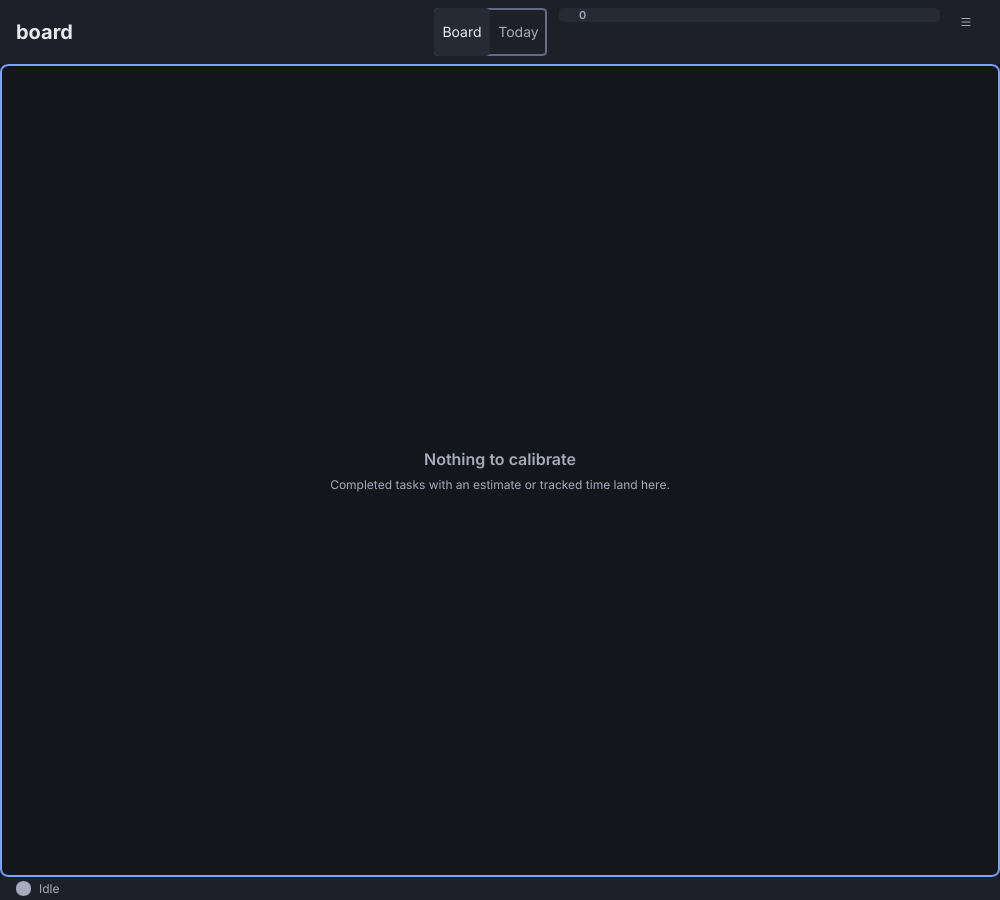 board
Board
Today
0
☰
Nothing to calibrate
Completed tasks with an estimate or tracked time land here.
Idle